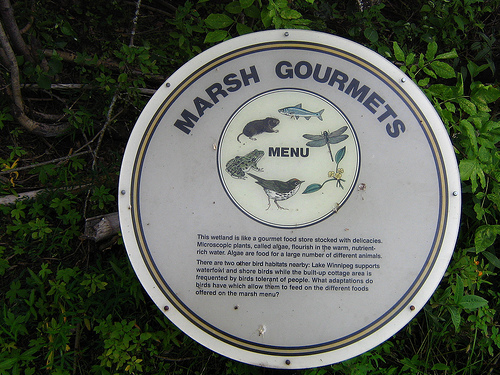 MARSH GOURMETS
MENU
This wetland is like a gourmet food store stocked with delicacies.
Microscopic plants, called algae, flourish in the warm, nutrient-
rich water. Algae are food for a large number of different animals.
There are two other bird habitats nearby: Lake Winnipeg supports
waterfowl and shore birds while the built-up cottage area is
frequented by birds tolerant of people. What adaptations do
birds have which allow them to feed on the different foods
offered on the marsh menu?